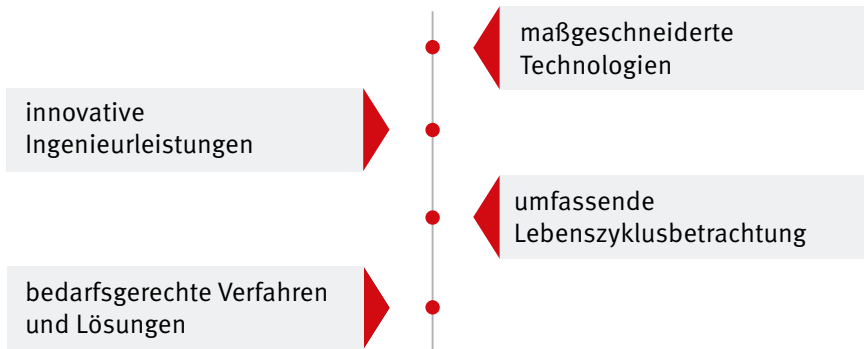 maßgeschneiderte
Technologien
innovative
Ingenieurleistungen
umfassende
Lebenszyklusbetrachtung
bedarfsgerechte Verfahren
und Lösungen